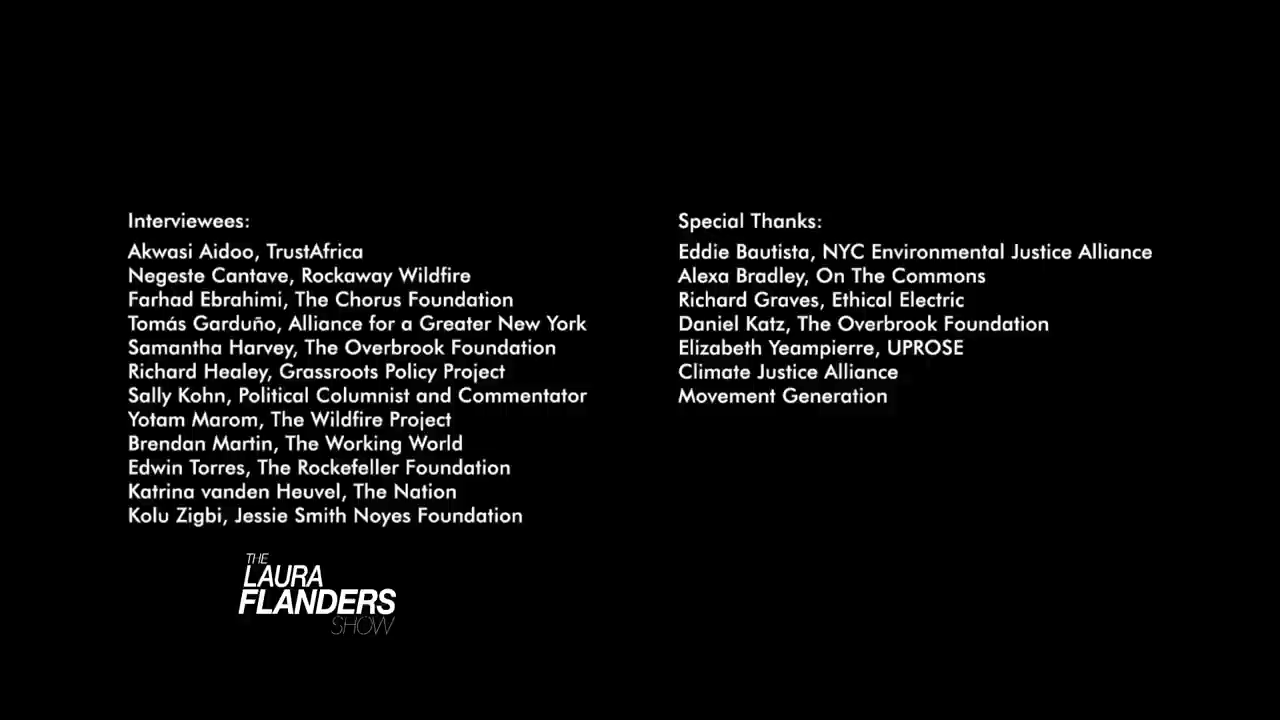 Interviewees:
Akwasi Aidoo, TrustAfrica
Negeste Cantave, Rockaway Wildfire
Farhad Ebrahimi, The Chorus Foundation
Tomás Garduño, Alliance for a Greater New York
Samantha Harvey, The Overbrook Foundation
Richard Healey, Grassroots Policy Project
Sally Kohn, Political Columnist and Commentator
Yotam Marom, The Wildfire Project
Brendan Martin, The Working World
Edwin Torres, The Rockefeller Foundation
Katrina vanden Heuvel, The Nation
Kolu Zigbi, Jessie Smith Noyes Foundation
THE
LAURA
FLANDERS
SHOW
Special Thanks:
Eddie Bautista, NYC Environmental Justice Alliance
Alexa Bradley, On The Commons
Richard Graves, Ethical Electric
Daniel Katz, The Overbrook Foundation
Elizabeth Yeampierre, UPROSE
Climate Justice Alliance
Movement Generation